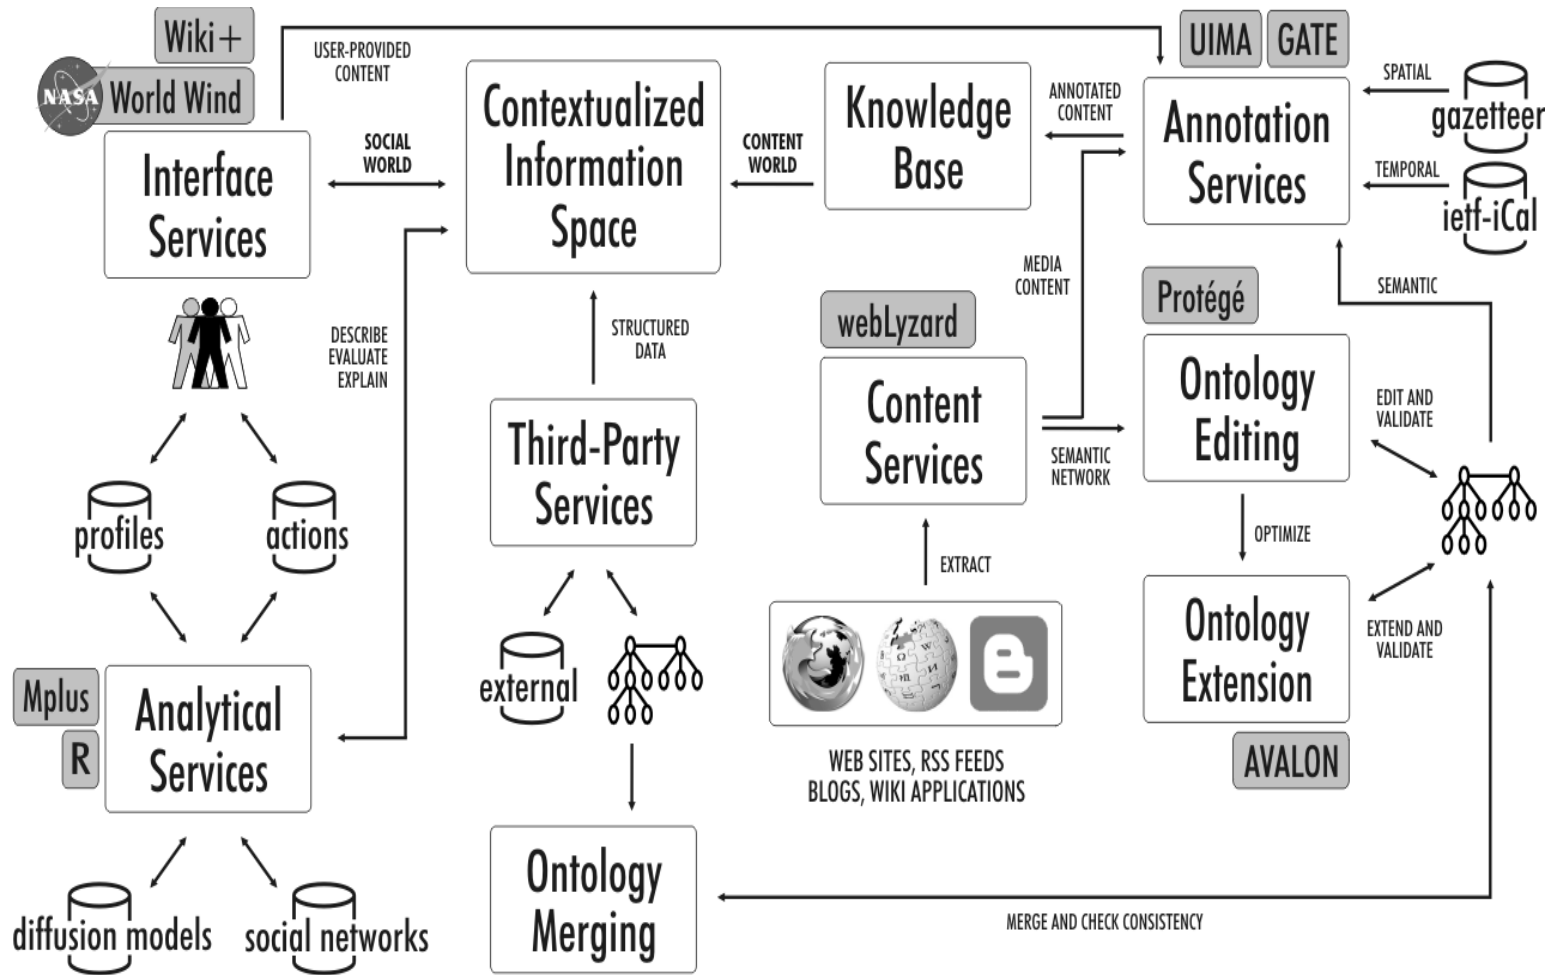 Wiki+
NASA
World Wind
Interface
Services
USER-PROVIDED
CONTENT
SOCIAL
WORLD
Contextualized
Information
Space
CONTENT
WORLD
Knowledge
Base
ANNOTATED
CONTENT
UIMA
GATE
Annotation
Services
SPATIAL
gazetteer
TEMPORAL
ietf-iCal
DESCRIBE
EVALUATE
EXPLAIN
STRUCTURED
DATA
MEDIA
CONTENT
SEMANTIC
webLyzard
Content
Services
Protégé
Ontology
Editing
EDIT AND
VALIDATE
Third-Party
Services
SEMANTIC
NETWORK
profiles
actions
EXTRACT
OPTIMIZE
external
WEB SITES, RSS FEEDS
BLOGS, WIKI APPLICATIONS
Ontology
Extension
EXTEND AND
VALIDATE
AVALON
Mplus
R
Analytical
Services
diffusion models
social networks
Ontology
Merging
MERGE AND CHECK CONSISTENCY